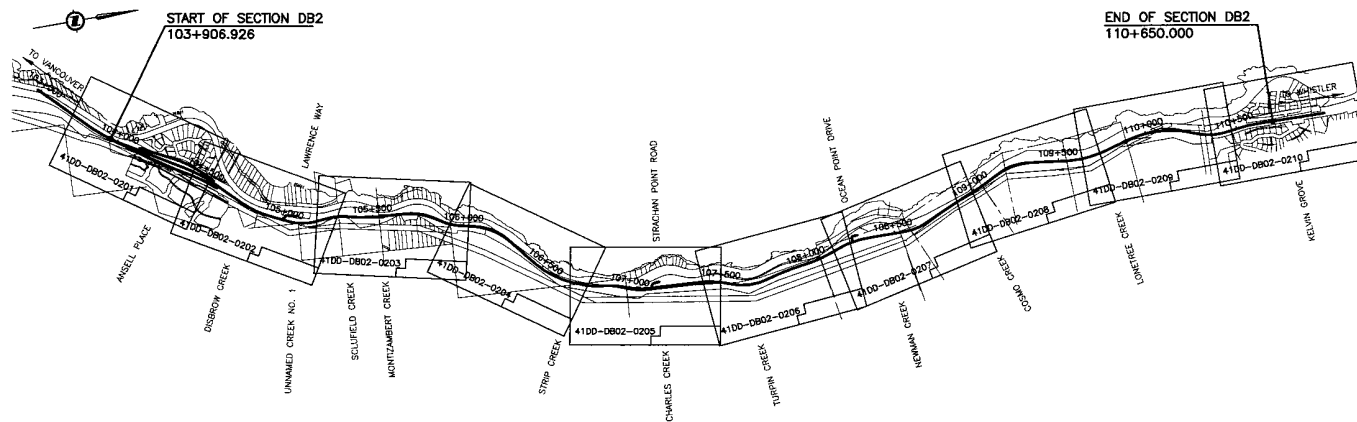 START OF SECTION DB2
103+906.926
END OF SECTION DB2
110+650.000
TO VANCOUVER
TO WHISTLER
LAWRENCE WAY
STRACHAN POINT ROAD
OCEAN POINT DRIVE
105+000
105+500
106+000
106+500
107+000
107+500
108+000
108+500
109+000
109+500
110+000
110+500
41DD-DB02-0201
41DD-DB02-0202
41DD-DB02-0203
41DD-DB02-0204
41DD-DB02-0205
41DD-DB02-0206
41DD-DB02-0207
41DD-DB02-0208
41DD-DB02-0209
41DD-DB02-0210
ANSELL PLACE
DISBROW CREEK
UNNAMED CREEK NO. 1
SCLUFIELD CREEK
MONTIZAMBERT CREEK
STRIP CREEK
CHARLES CREEK
TURPIN CREEK
NEWMAN CREEK
COSMO CREEK
LONETREE CREEK
KELVIN GROVE